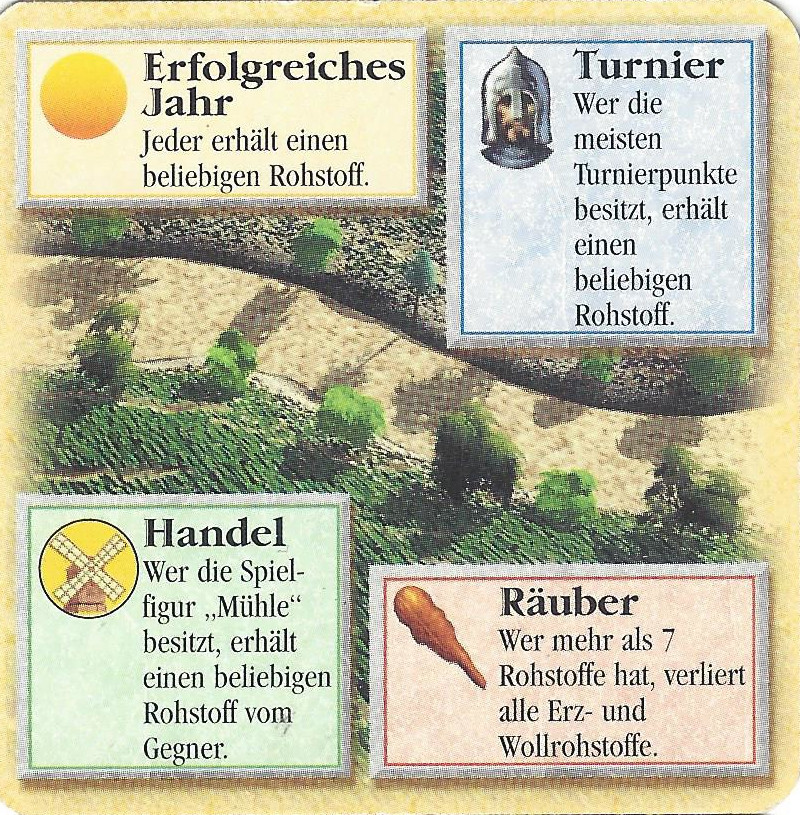 Erfolgreiches
Jahr
Jeder erhält einen
beliebigen Rohstoff.
Turnier
Wer die
meisten
Turnierpunkte
besitzt, erhält
einen
beliebigen
Rohstoff.
Handel
Wer die Spiel-
figur „Mühle“
besitzt, erhält
einen beliebigen
Rohstoff vom
Gegner.
Räuber
Wer mehr als 7
Rohstoffe hat, verliert
alle Erz- und
Wollrohstoffe.